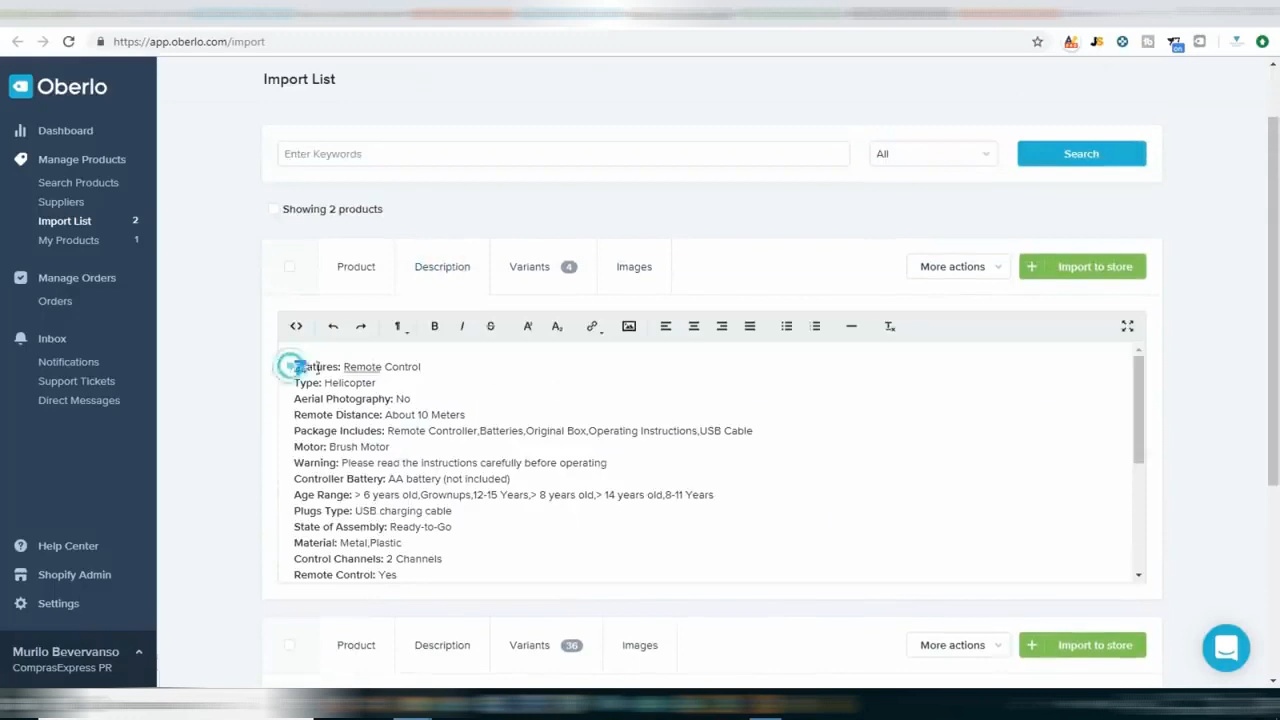 https://app.oberlo.com/import
Oberlo
Dashboard
Manage Products
Search Products
Suppliers
Import List 2
My Products 1
Manage Orders
Orders
Inbox
Notifications
Support Tickets
Direct Messages
Help Center
Shopify Admin
Settings
Murilo Bevervanso
ComprasExpress PR
Import List
Enter Keywords All Search
Showing 2 products
Product Description Variants 4 Images More actions + Import to store
Remote Control
Type: Helicopter
Aerial Photography: No
Remote Distance: About 10 Meters
Package Includes: Remote Controller,Batteries,Original Box,Operating Instructions,USB Cable
Motor: Brush Motor
Warning: Please read the instructions carefully before operating
Controller Battery: AA battery (not included)
Age Range: > 6 years old,Grownups,12-15 Years,> 8 years old,> 14 years old,8-11 Years
Plugs Type: USB charging cable
State of Assembly: Ready-to-Go
Material: Metal,Plastic
Control Channels: 2 Channels
Remote Control: Yes
Product Description Variants 36 Images More actions + Import to store